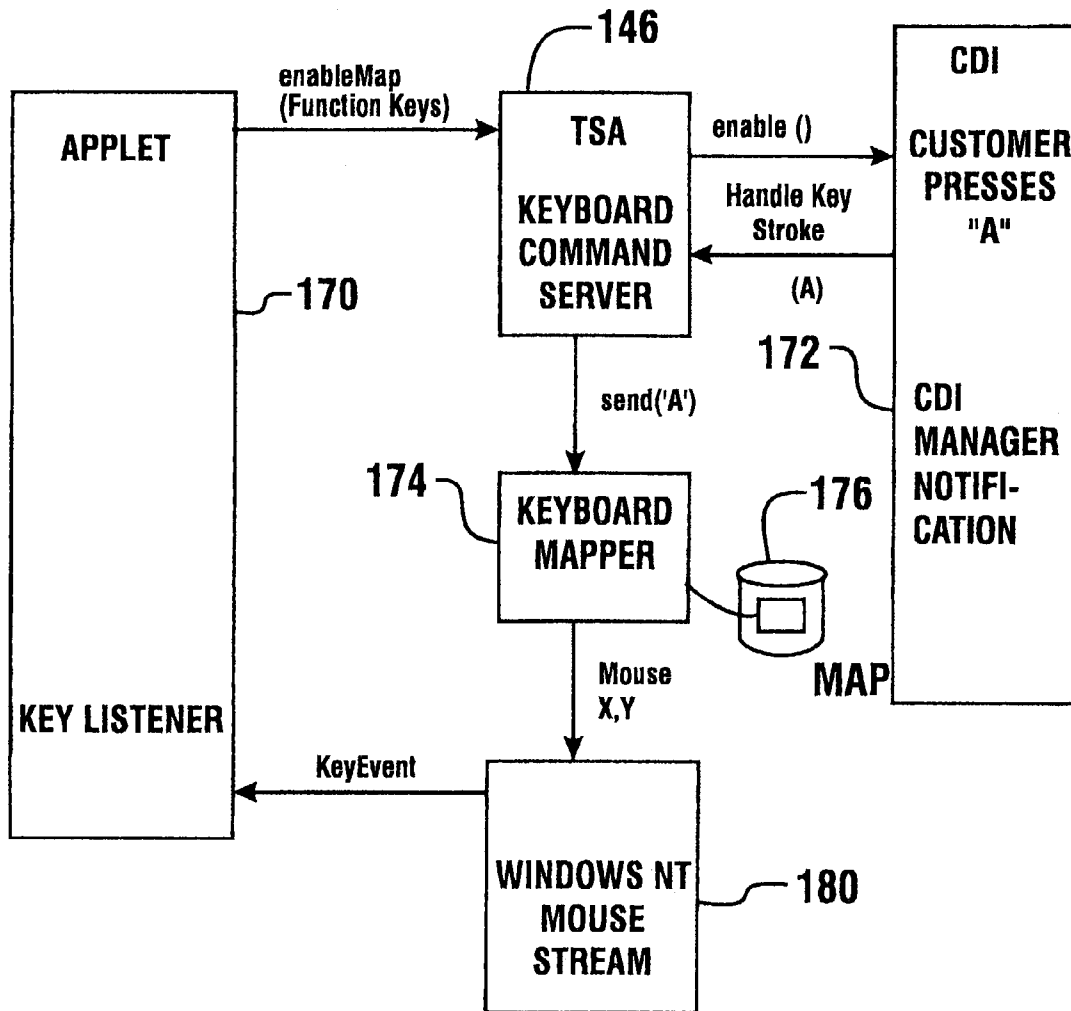 146
enableMap
(Function Keys)
APPLET
TSA
KEYBOARD
COMMAND
SERVER
enable ()
Handle Key
Stroke
(A)
CDI
CUSTOMER
PRESSES
"A"
170
172
CDI
MANAGER
NOTIFI-
CATION
send('A')
174
KEYBOARD
MAPPER
176
MAP
Mouse
X,Y
KEY LISTENER
KeyEvent
WINDOWS NT
MOUSE
STREAM
180